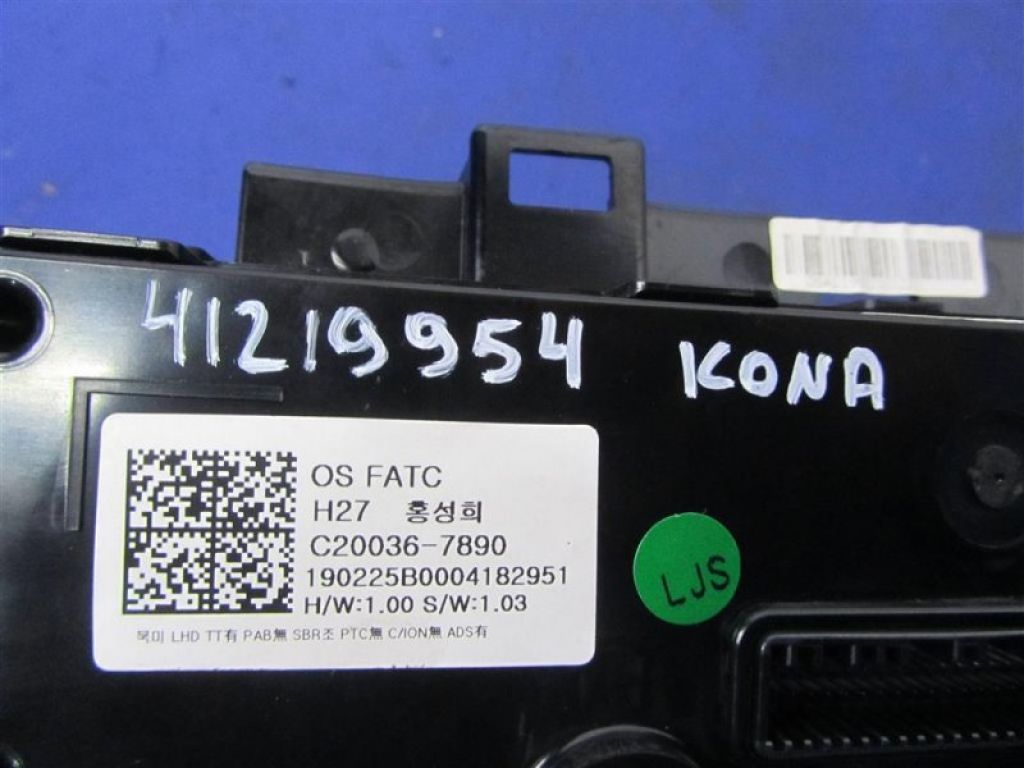 41219954 KONA
OS FATC
H27 홍성희
C20036-7890
190225B0004182951
H/W:1.00 S/W:1.03
북미 LHD TT有 PAB無 SBR조 PTC無 C/ION無 ADS有
LJS